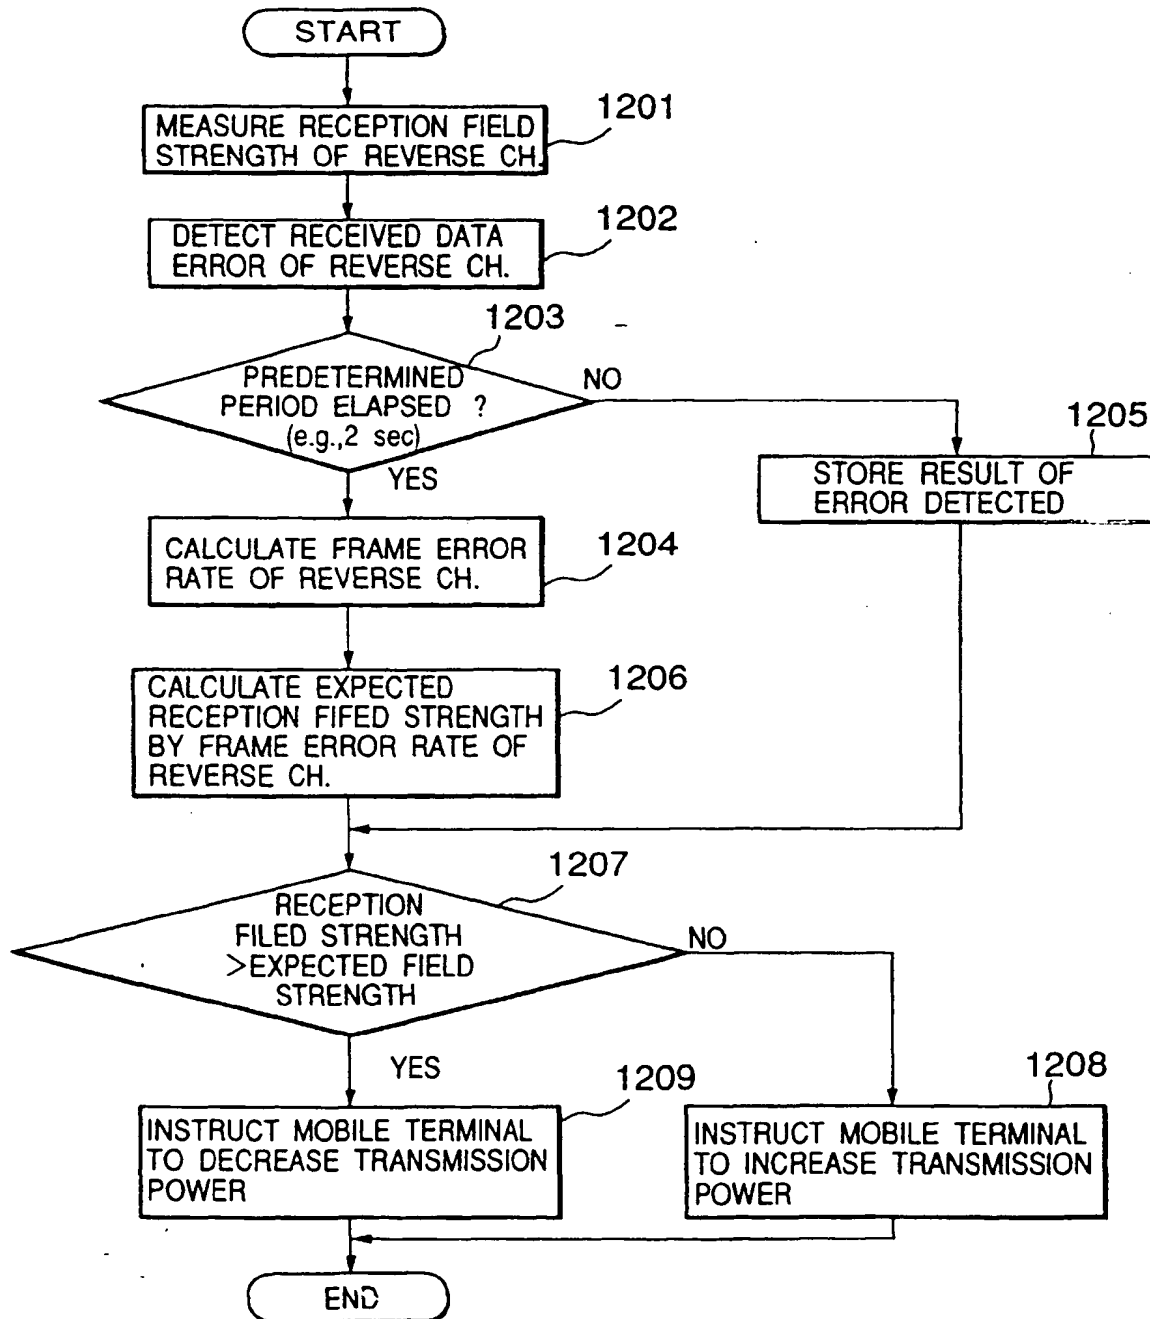 START
MEASURE RECEPTION FIELD
STRENGTH OF REVERSE CH.
1201
DETECT RECEIVED DATA
ERROR OF REVERSE CH.
1202
1203
PREDETERMINED
PERIOD ELAPSED ?
(e.g.,2 sec)
NO
YES
1205
STORE RESULT OF
ERROR DETECTED
CALCULATE FRAME ERROR
RATE OF REVERSE CH.
1204
CALCULATE EXPECTED
RECEPTION FIFED STRENGTH
BY FRAME ERROR RATE OF
REVERSE CH.
1206
1207
RECEPTION
FILED STRENGTH
>EXPECTED FIELD
STRENGTH
NO
YES
1209
INSTRUCT MOBILE TERMINAL
TO DECREASE TRANSMISSION
POWER
1208
INSTRUCT MOBILE TERMINAL
TO INCREASE TRANSMISSION
POWER
END